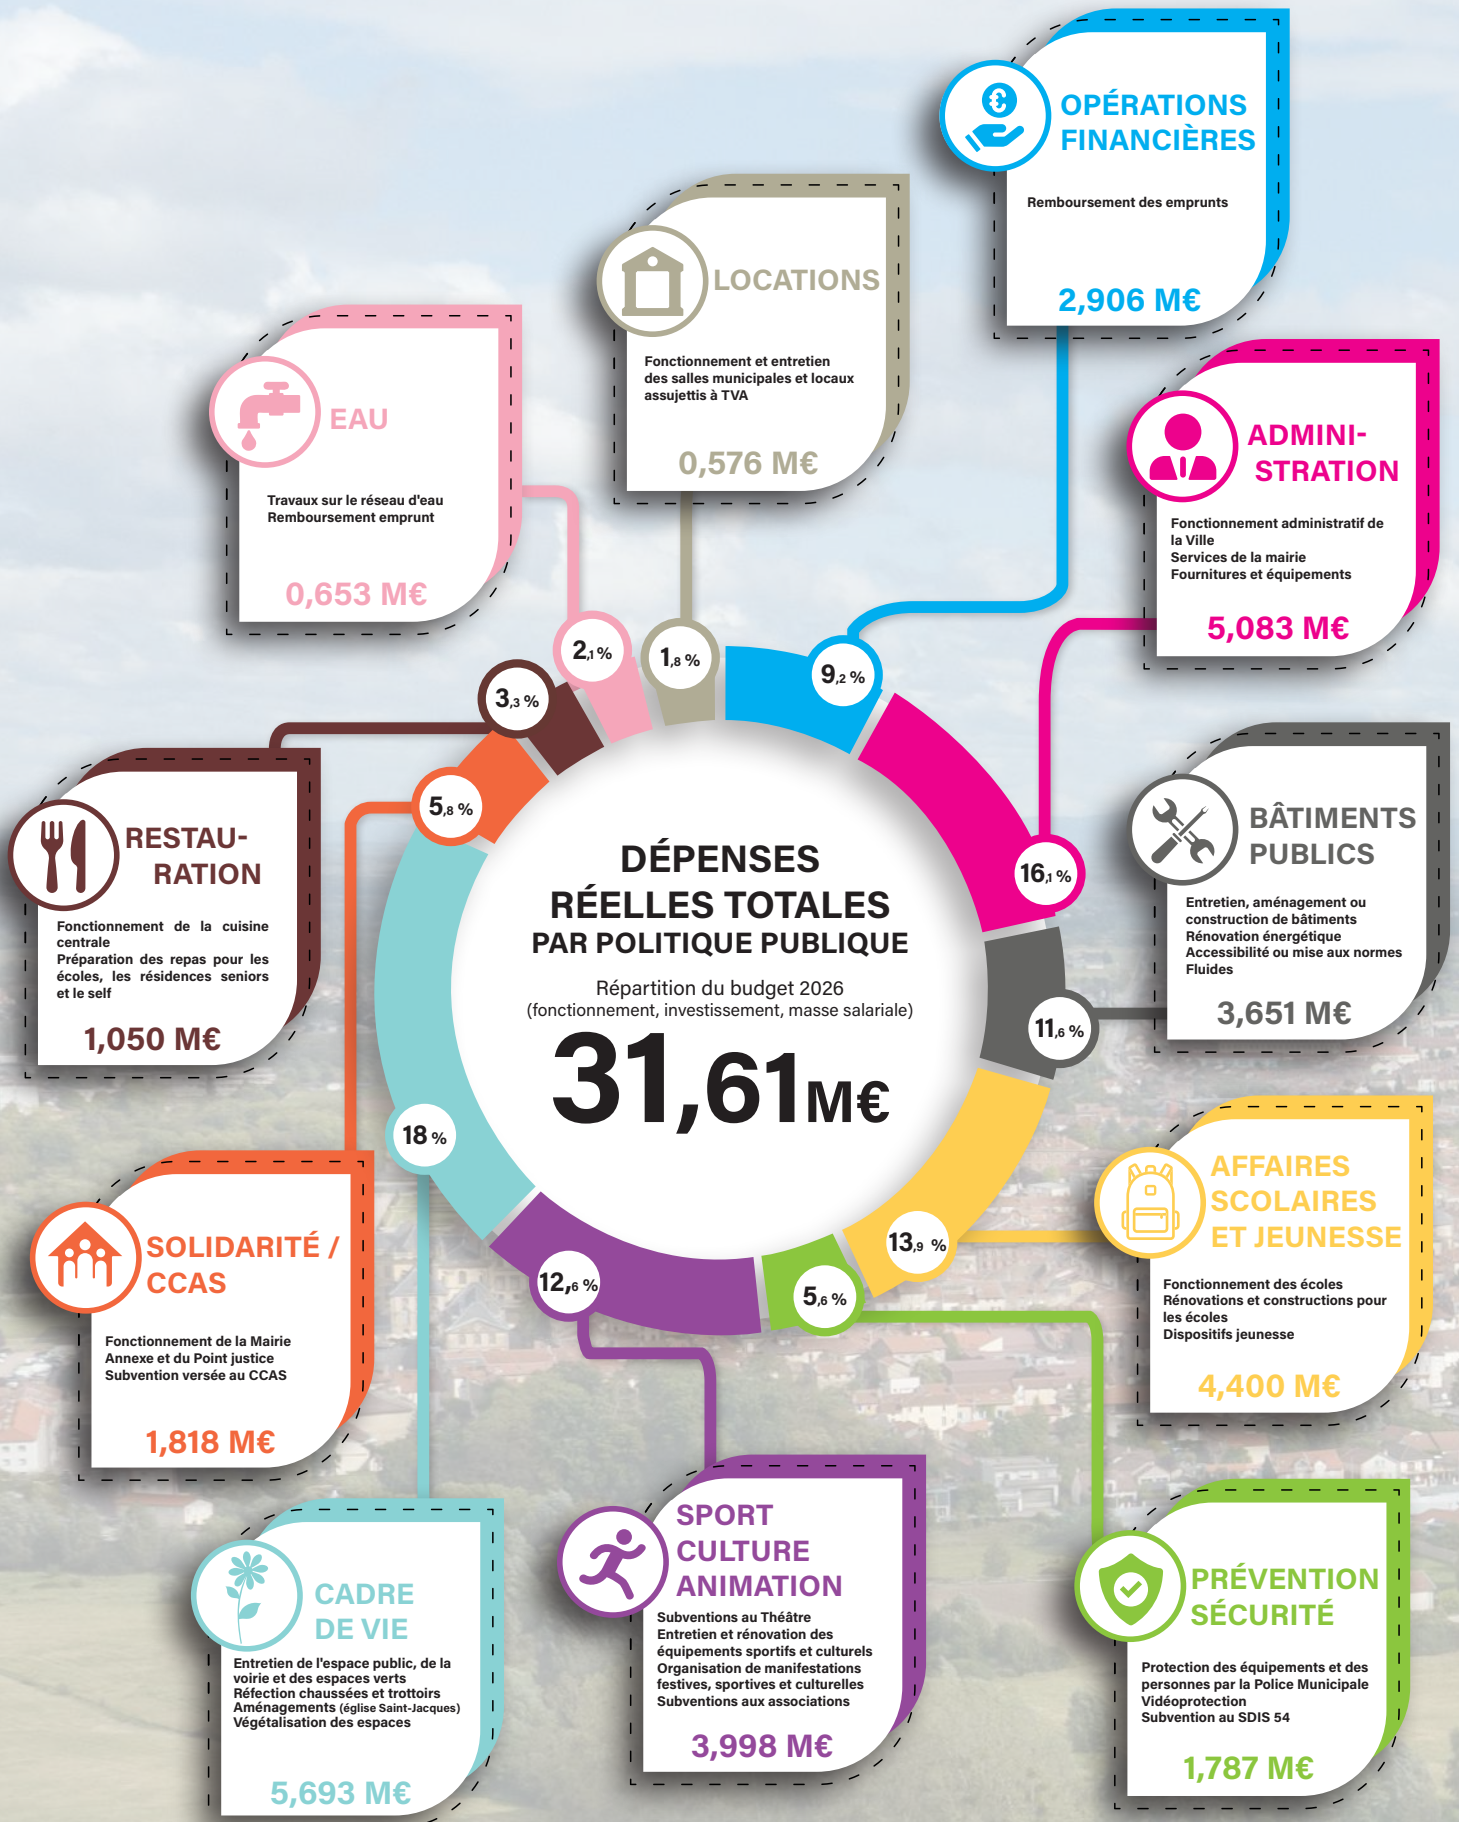 OPÉRATIONS
FINANCIÈRES
Remboursement des emprunts
2,906 M€
LOCATIONS
Fonctionnement et entretien
des salles municipales et locaux
assujettis à TVA
0,576 M€
EAU
Travaux sur le réseau d'eau
Remboursement emprunt
0,653 M€
ADMINI-
STRATION
Fonctionnement administratif de
la Ville
Services de la mairie
Fournitures et équipements
5,083 M€
2,1 %
1,8 %
9,2 %
3,3 %
5,8 %
16,1 %
11,6 %
13,9 %
5,6 %
12,6 %
18 %
DÉPENSES
RÉELLES TOTALES
PAR POLITIQUE PUBLIQUE
Répartition du budget 2026
(fonctionnement, investissement, masse salariale)
31,61 M€
RESTAU-
RATION
Fonctionnement de la cuisine
centrale
Préparation des repas pour les
écoles, les résidences seniors
et le self
1,050 M€
BÂTIMENTS
PUBLICS
Entretien, aménagement ou
construction de bâtiments
Rénovation énergétique
Accessibilité ou mise aux normes
Fluides
3,651 M€
AFFAIRES
SCOLAIRES
ET JEUNESSE
Fonctionnement des écoles
Rénovations et constructions pour
les écoles
Dispositifs jeunesse
4,400 M€
SOLIDARITÉ /
CCAS
Fonctionnement de la Mairie
Annexe et du Point justice
Subvention versée au CCAS
1,818 M€
CADRE
DE VIE
Entretien de l'espace public, de la
voirie et des espaces verts
Réfection chaussées et trottoirs
Aménagements (église Saint-Jacques)
Végétalisation des espaces
5,693 M€
SPORT
CULTURE
ANIMATION
Subventions au Théâtre
Entretien et rénovation des
équipements sportifs et culturels
Organisation de manifestations
festives, sportives et culturelles
Subventions aux associations
3,998 M€
PRÉVENTION
SÉCURITÉ
Protection des équipements et des
personnes par la Police Municipale
Vidéoprotection
Subvention au SDIS 54
1,787 M€